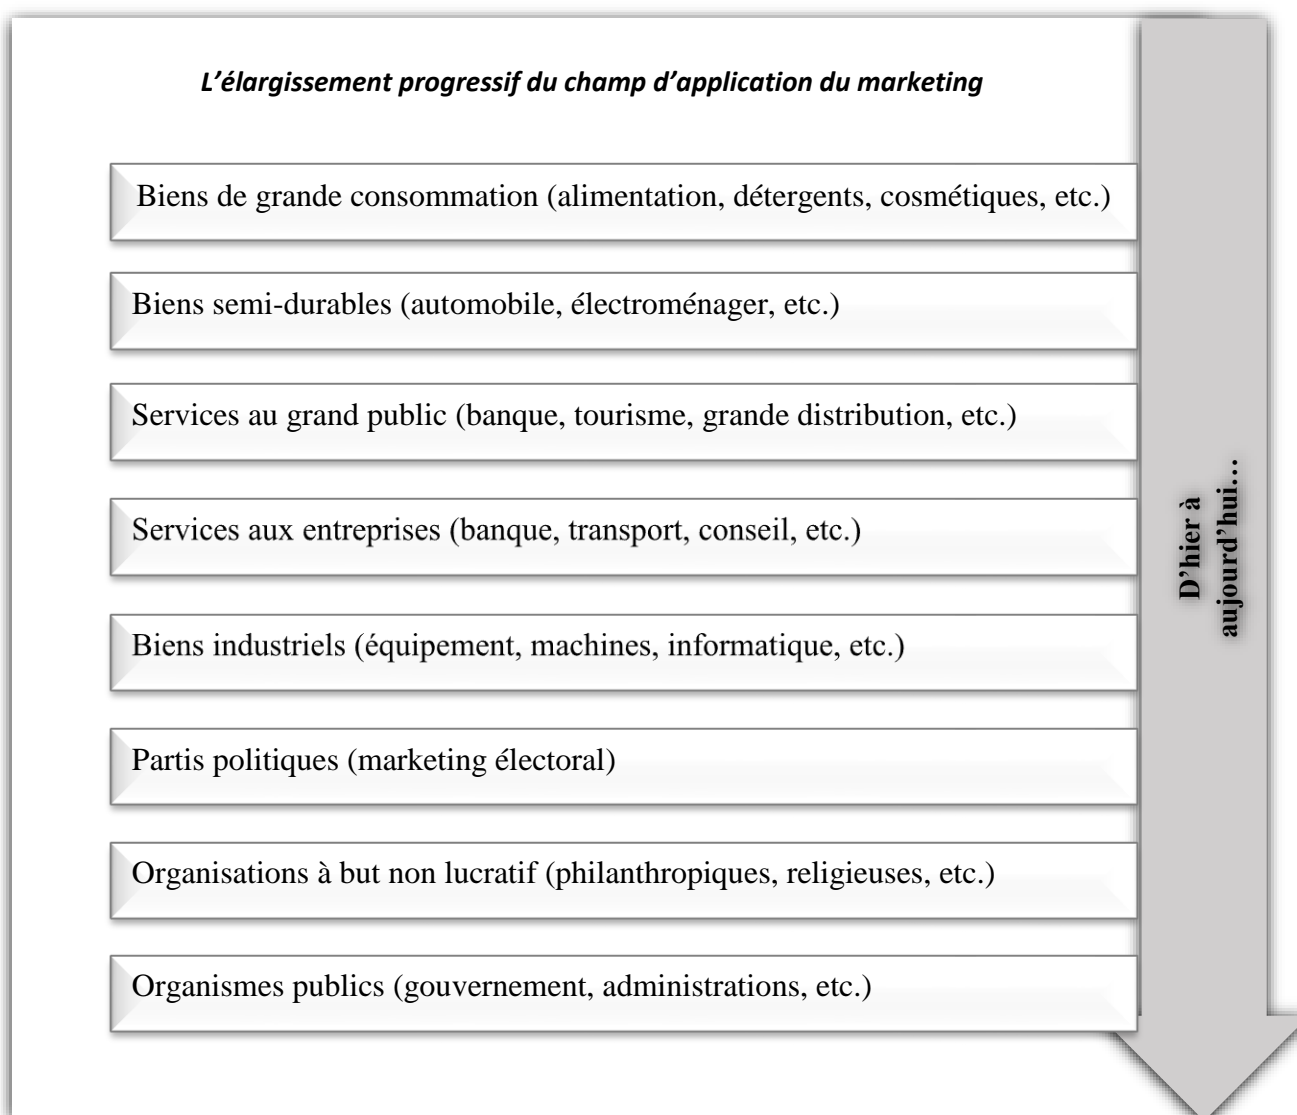 L’élargissement progressif du champ d’application du marketing
Biens de grande consommation (alimentation, détergents, cosmétiques, etc.)
Biens semi-durables (automobile, électroménager, etc.)
Services au grand public (banque, tourisme, grande distribution, etc.)
Services aux entreprises (banque, transport, conseil, etc.)
Biens industriels (équipement, machines, informatique, etc.)
Partis politiques (marketing électoral)
Organisations à but non lucratif (philanthropiques, religieuses, etc.)
Organismes publics (gouvernement, administrations, etc.)
D’hier à
aujourd’hui…